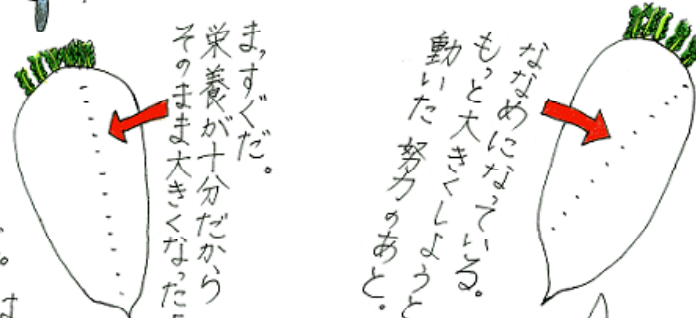 ななめになっている。
もっと大きくしようと
動いた 努力のあと。
まっすぐだ。
栄養が十分だから
そのまま大きくなった
。
は